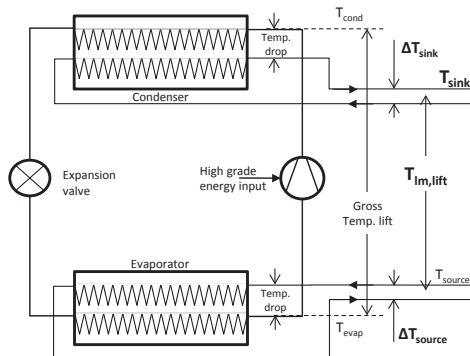 T_cond
Temp.
drop
ΔT_sink
T_sink
Condenser
Expansion
valve
High grade
energy input
T_lm,lift
Gross
Temp. lift
Evaporator
Temp.
drop
T_source
T_evap
ΔT_source